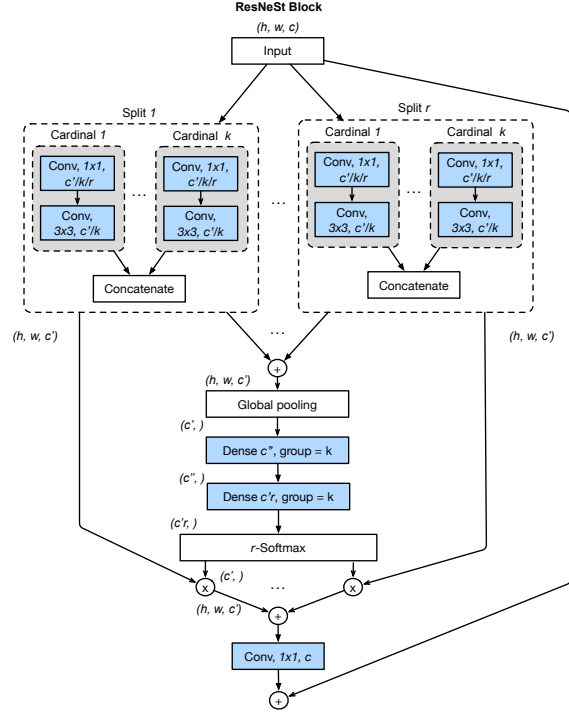 ResNeSt Block
(h, w, c)
Input
Split 1
Split r
Cardinal 1
Cardinal k
Cardinal 1
Cardinal k
Conv, 1x1,
c'/k/r
...
Conv, 1x1,
c'/k/r
Conv, 1x1,
c'/k/r
...
Conv, 1x1,
c'/k/r
Conv,
3x3, c'/k
Conv,
3x3, c'/k
...
Conv,
3x3, c'/k
Conv,
3x3, c'/k
Concatenate
Concatenate
(h, w, c')
...
(h, w, c')
+
(h, w, c')
Global pooling
(c', )
Dense c'', group = k
(c'', )
Dense c'r, group = k
(c'r, )
r-Softmax
(c', )
x
...
x
(h, w, c')
+
Conv, 1x1, c
+